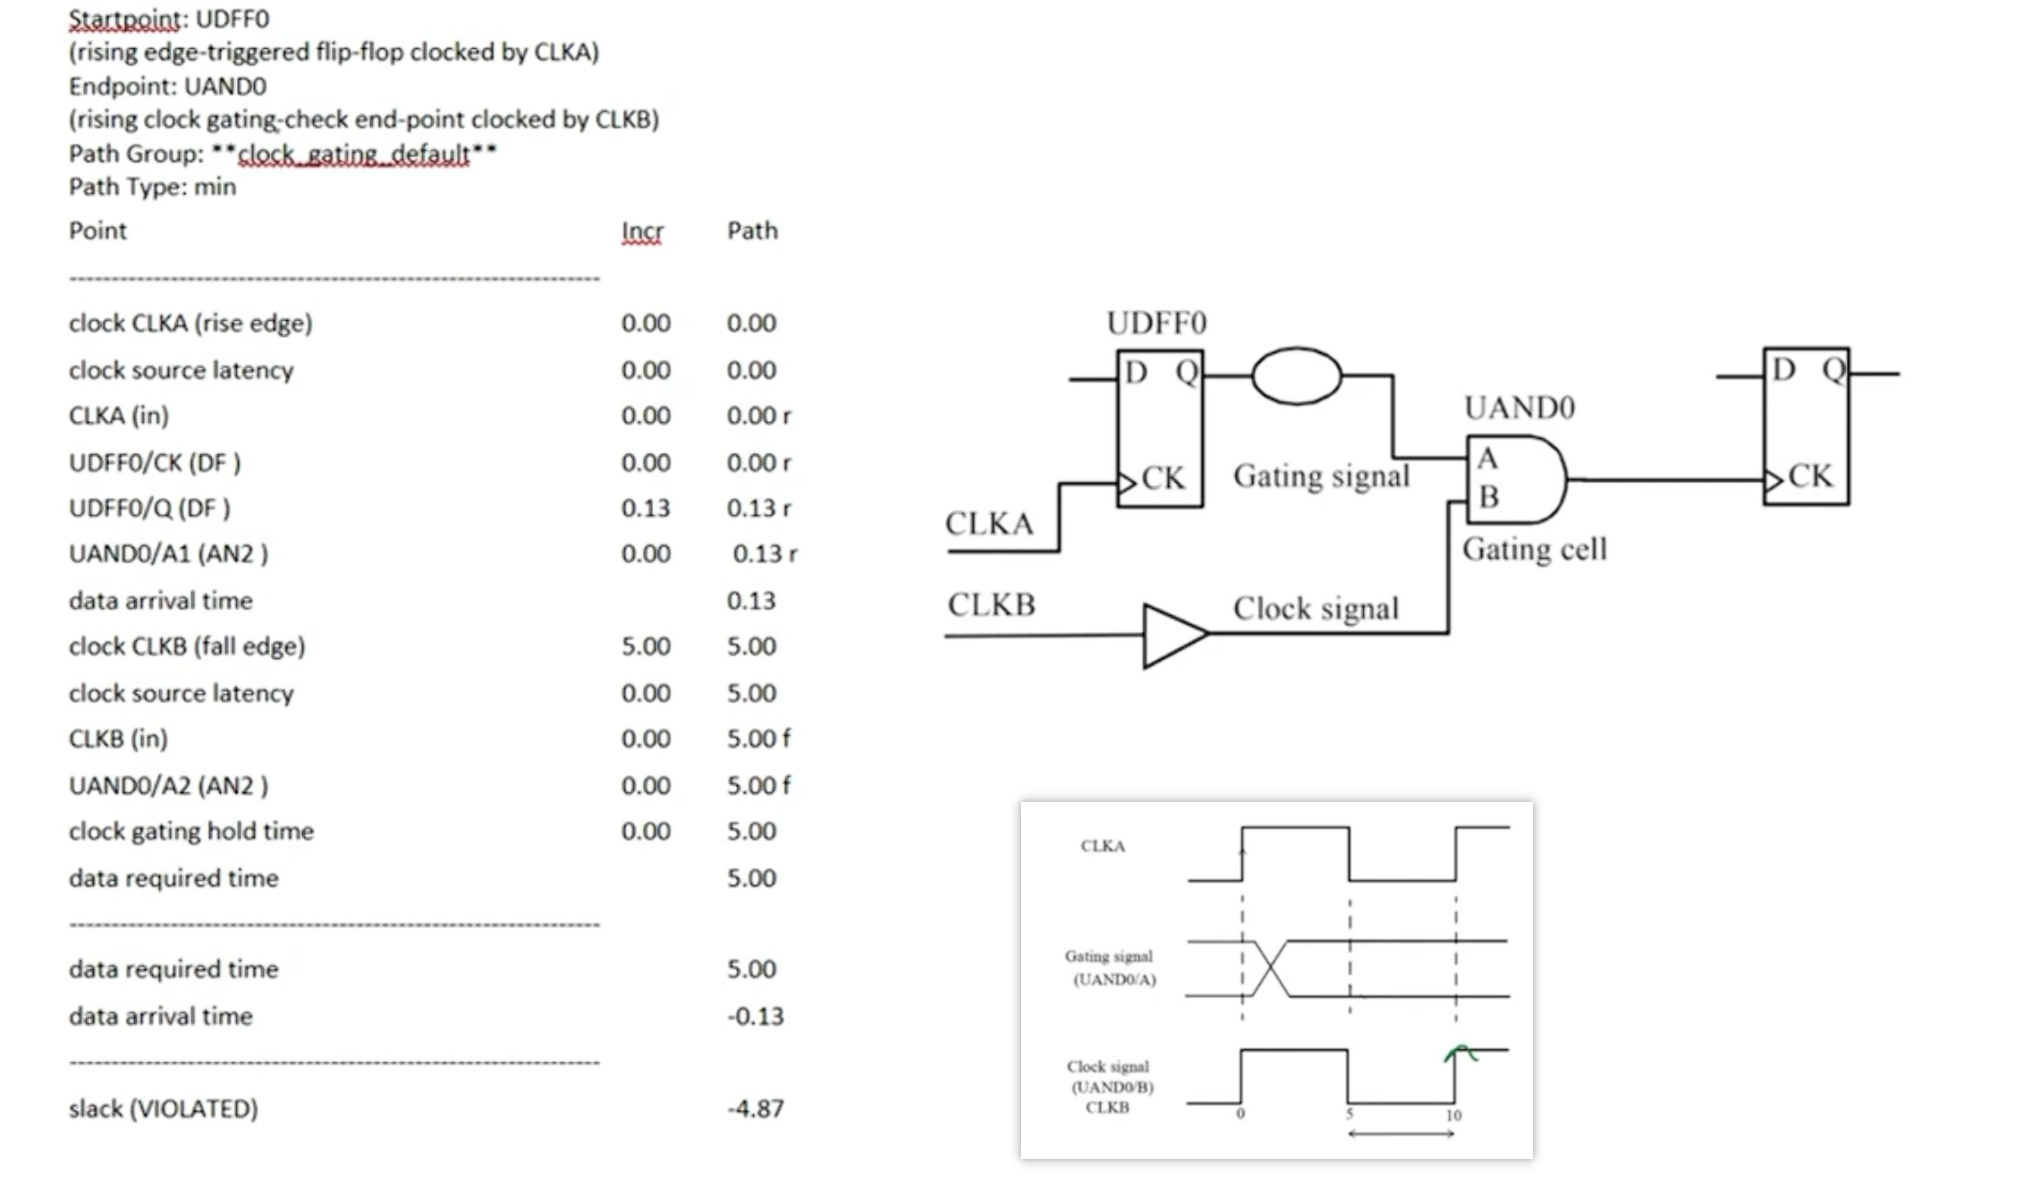 Startpoint: UDFF0
(rising edge-triggered flip-flop clocked by CLKA)
Endpoint: UAND0
(rising clock gating-check end-point clocked by CLKB)
Path Group: **clock_gating_default**
Path Type: min
Point Incr Path
------------------------------------------------------------
clock CLKA (rise edge) 0.00 0.00
clock source latency 0.00 0.00
CLKA (in) 0.00 0.00 r
UDFF0/CK (DF ) 0.00 0.00 r
UDFF0/Q (DF ) 0.13 0.13 r
UAND0/A1 (AN2 ) 0.00 0.13 r
data arrival time 0.13
clock CLKB (fall edge) 5.00 5.00
clock source latency 0.00 5.00
CLKB (in) 0.00 5.00 f
UAND0/A2 (AN2 ) 0.00 5.00 f
clock gating hold time 0.00 5.00
data required time 5.00
------------------------------------------------------------
data required time 5.00
data arrival time -0.13
------------------------------------------------------------
slack (VIOLATED) -4.87
UDFF0
D Q
CK
CLKA
Gating signal
UAND0
A
B
Gating cell
D Q
CK
CLKB
Clock signal
CLKA
Gating signal
(UAND0/A)
Clock signal
(UAND0/B)
CLKB
0 5 10